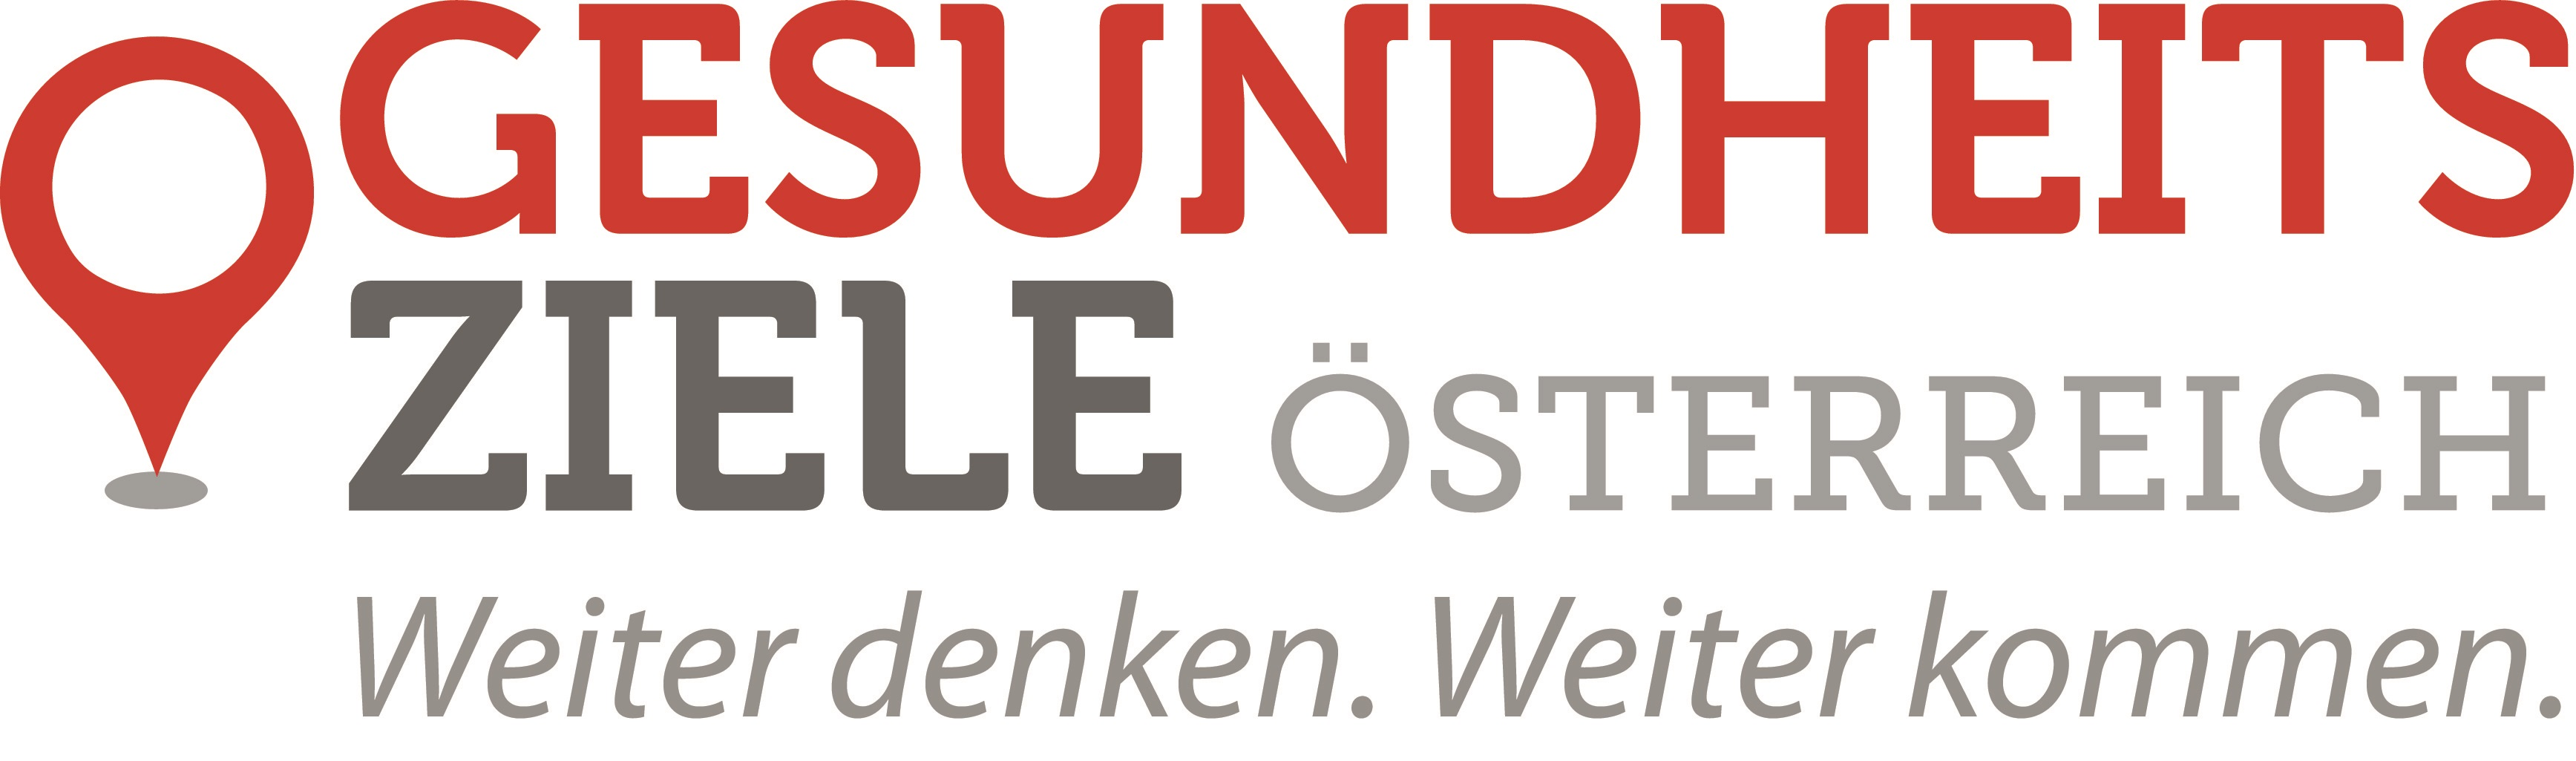 GESUNDHEITS
ZIELE ÖSTERREICH
Weiter denken. Weiter kommen.